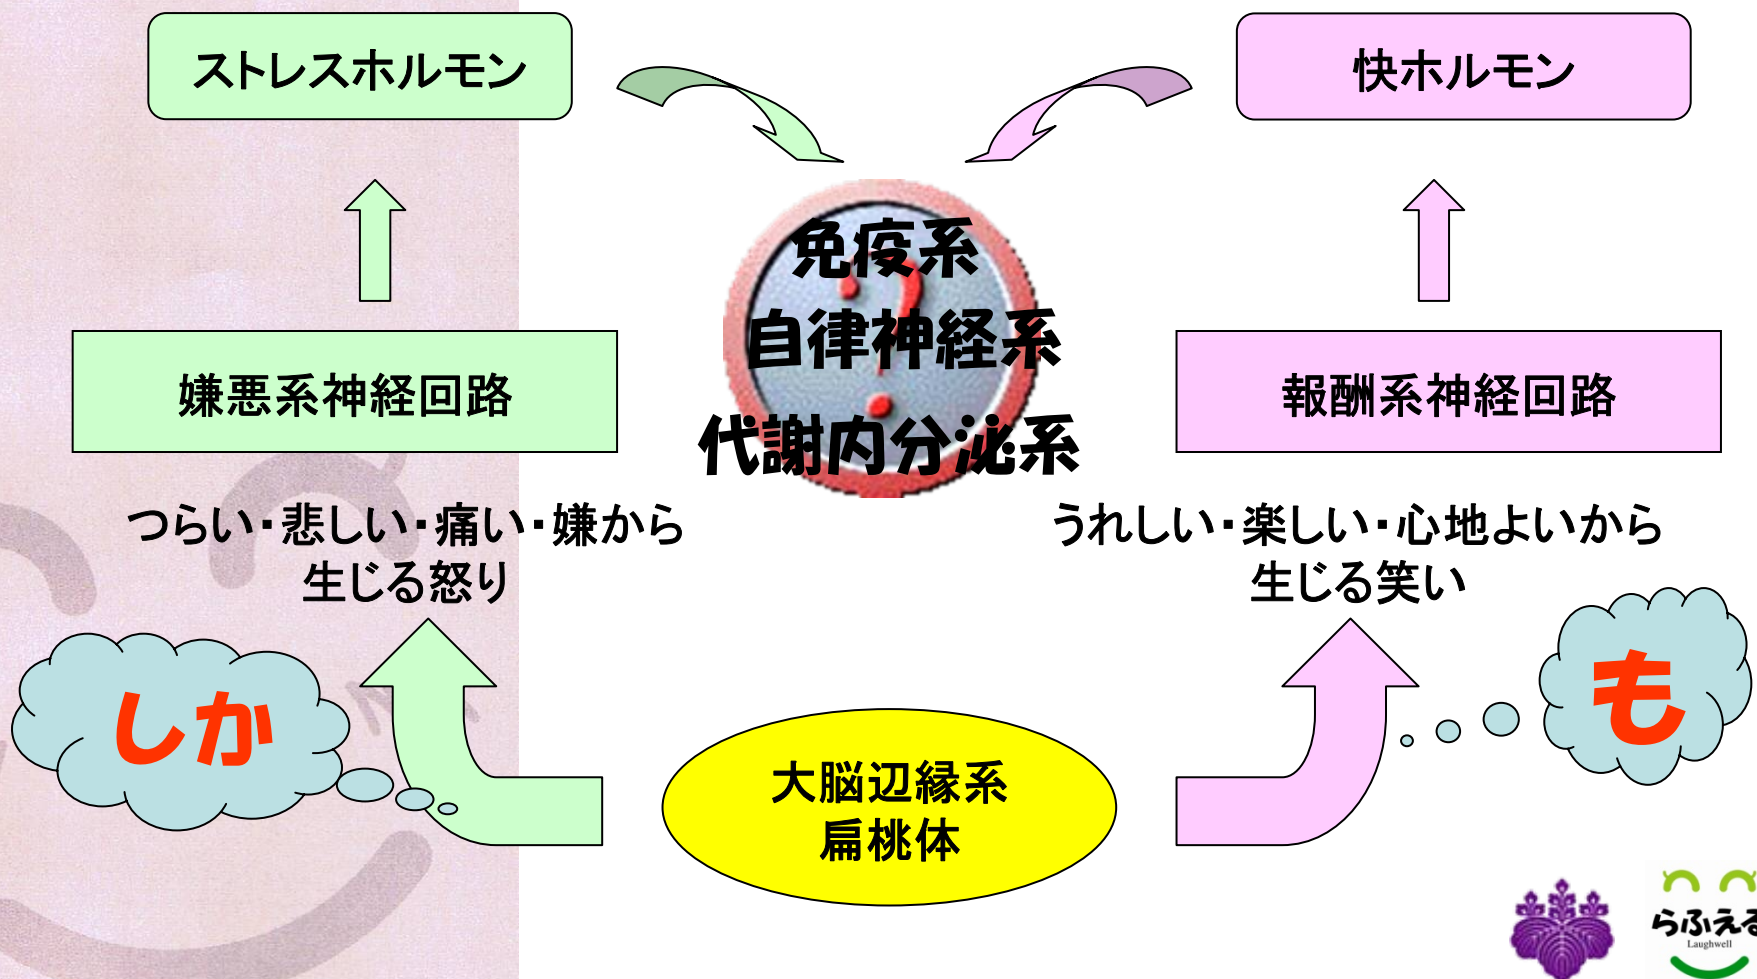 ストレスホルモン
快ホルモン
免疫系
自律神経系
代謝内分泌系
嫌悪系神経回路
報酬系神経回路
つらい・悲しい・痛い・嫌から
生じる怒り
うれしい・楽しい・心地よいから
生じる笑い
しか
も
大脳辺縁系
扁桃体
らふえる
Laughwell